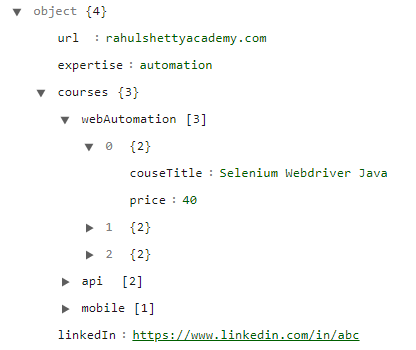 object {4}
url : rahulshettyacademy.com
expertise : automation
courses {3}
webAutomation [3]
0 {2}
couseTitle : Selenium Webdriver Java
price : 40
1 {2}
2 {2}
api [2]
mobile [1]
linkedIn : https://www.linkedin.com/in/abc